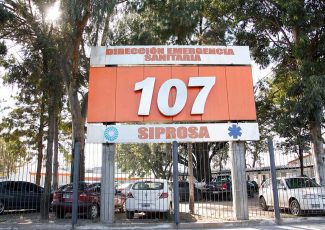 DIRECCIÓN EMERGENCIA
SANITARIA
107
SIPROSA